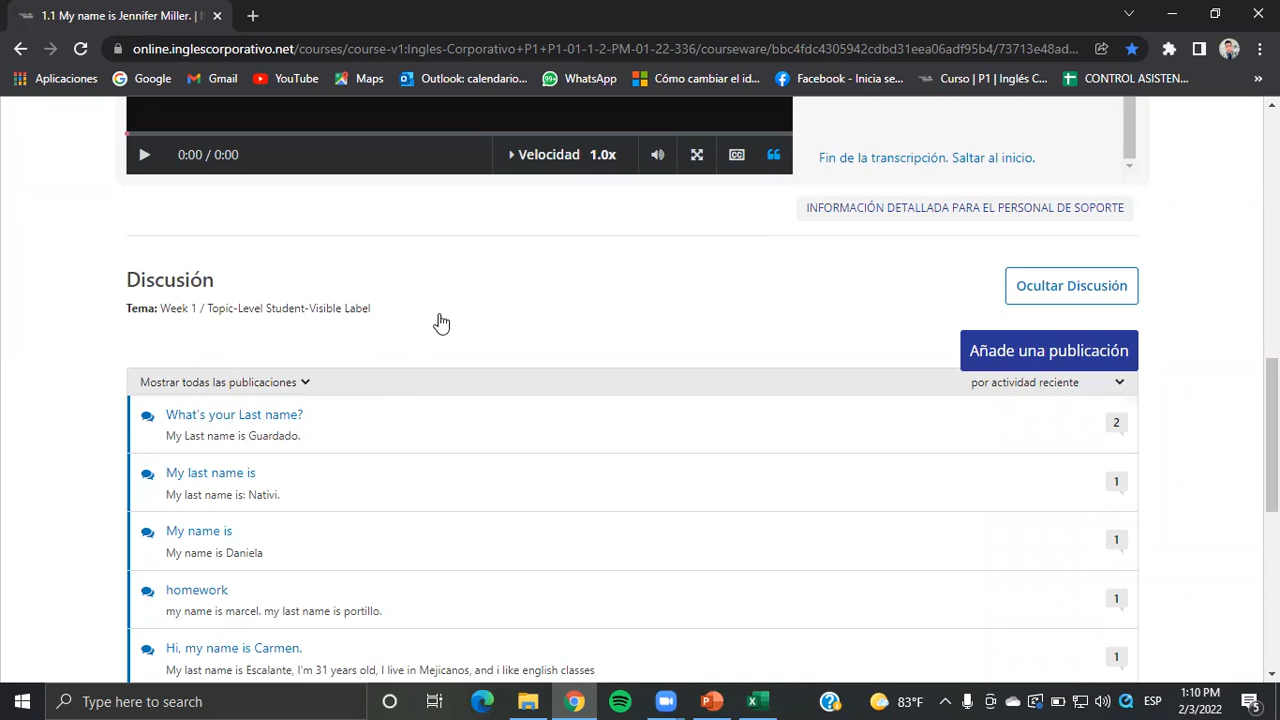 1.1 My name is Jennifer Miller. |
online.inglescorporativo.net/courses/course-v1:Ingles-Corporativo+P1+P1-01-1-2-PM-01-22-336/courseware/bbc4fdc4305942cdbd31eea06adf95b4/73713e48ad...
Aplicaciones Google Gmail YouTube Maps Outlook: calendario... WhatsApp Cómo cambiar el id... Facebook - Inicia se... Curso | P1 | Inglés C... CONTROL ASISTEN... »
0:00 / 0:00 Velocidad 1.0x
Fin de la transcripción. Saltar al inicio.
INFORMACIÓN DETALLADA PARA EL PERSONAL DE SOPORTE
Discusión
Ocultar Discusión
Tema: Week 1 / Topic-Level Student-Visible Label
Añade una publicación
Mostrar todas las publicaciones por actividad reciente
What's your Last name?
My Last name is Guardado.
2
My last name is
My last name is: Nativi.
1
My name is
My name is Daniela
1
homework
my name is marcel. my last name is portillo.
1
Hi, my name is Carmen.
My last name is Escalante, I'm 31 years old, I live in Mejicanos, and i like english classes
1
Type here to search
83°F
ESP
1:10 PM
2/3/2022
5